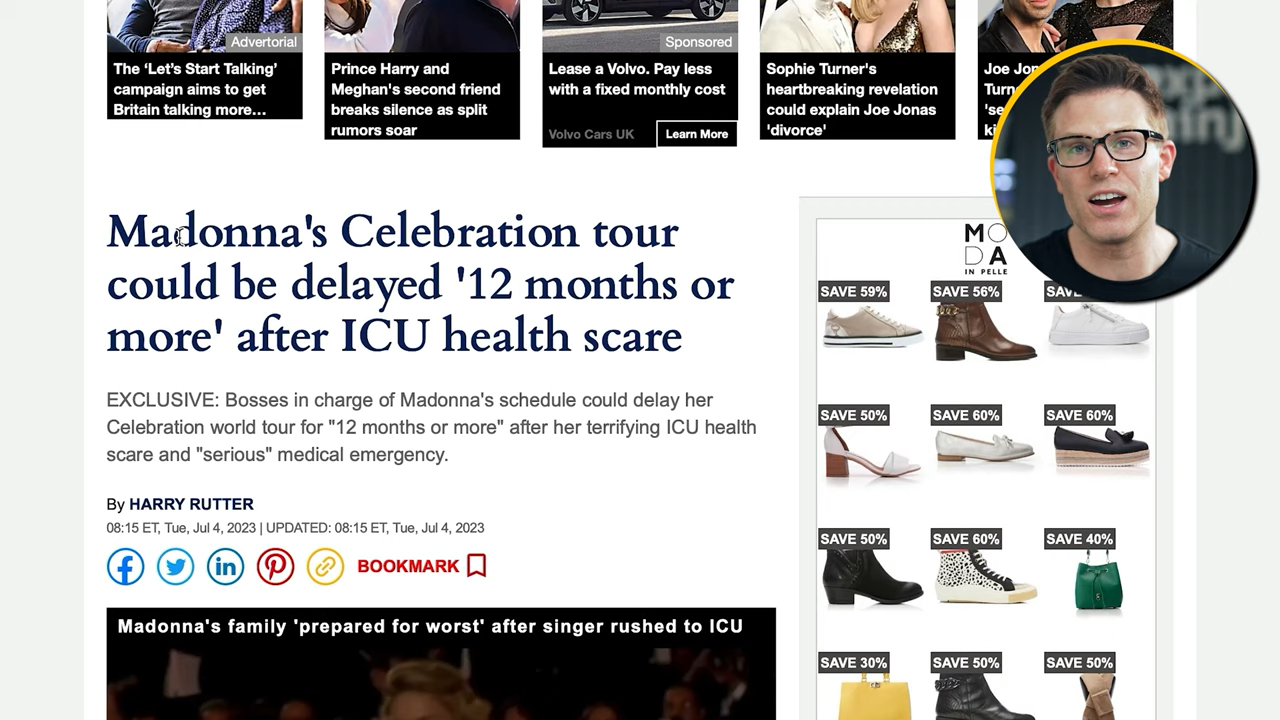 Advertorial
The ‘Let’s Start Talking’
campaign aims to get
Britain talking more...
Prince Harry and
Meghan's second friend
breaks silence as split
rumors soar
Sponsored
Lease a Volvo. Pay less
with a fixed monthly cost
Volvo Cars UK
Learn More
Sophie Turner's
heartbreaking revelation
could explain Joe Jonas
'divorce'
Madonna's Celebration tour
could be delayed '12 months or
more' after ICU health scare
EXCLUSIVE: Bosses in charge of Madonna's schedule could delay her
Celebration world tour for "12 months or more" after her terrifying ICU health
scare and "serious" medical emergency.
By HARRY RUTTER
08:15 ET, Tue, Jul 4, 2023 | UPDATED: 08:15 ET, Tue, Jul 4, 2023
BOOKMARK
Madonna's family 'prepared for worst' after singer rushed to ICU
MODA
IN PELLE
SAVE 59% SAVE 56%
SAVE 50% SAVE 60% SAVE 60%
SAVE 50% SAVE 60% SAVE 40%
SAVE 30% SAVE 50% SAVE 50%